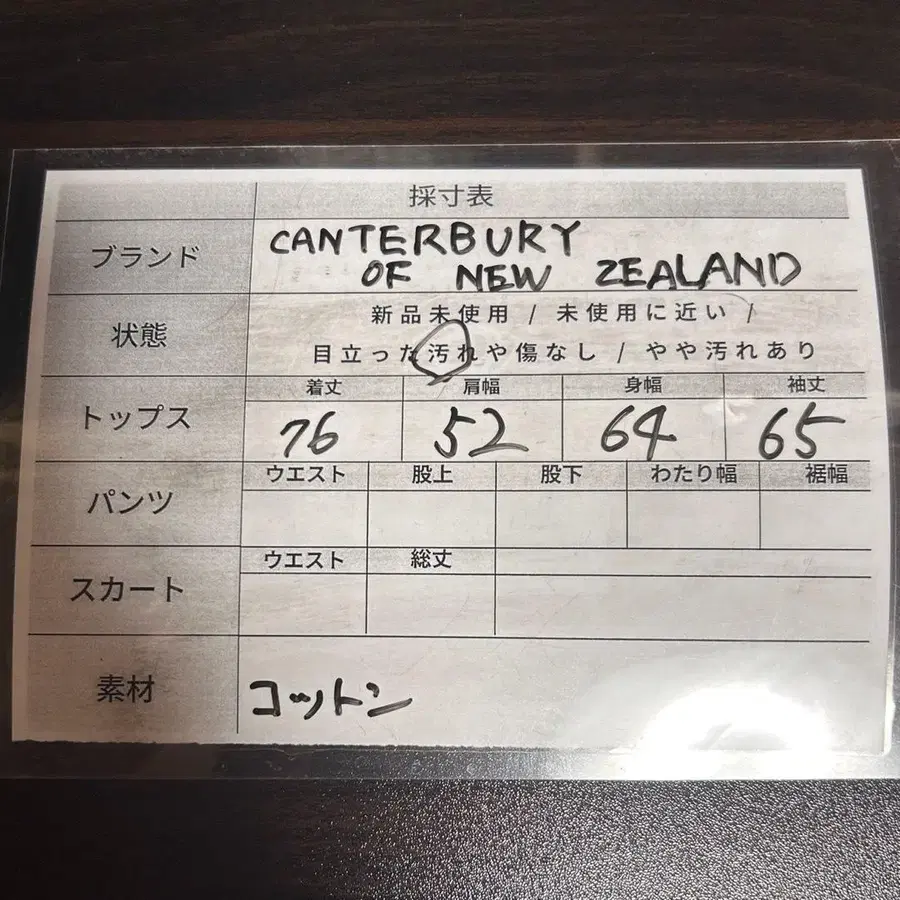 採寸表
ブランド CANTERBURY
OF NEW ZEALAND
状態 新品未使用 / 未使用に近い /
目立った汚れや傷なし / やや汚れあり
トップス 着丈 肩幅 身幅 袖丈
76 52 64 65
パンツ ウエスト 股上 股下 わたり幅 裾幅
スカート ウエスト 総丈
素材 コットン